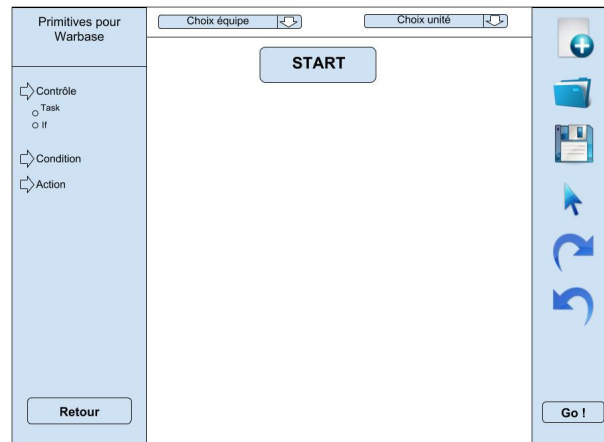 Primitives pour
Warbase
Choix équipe
Choix unité
START
Contrôle
Task
If
Condition
Action
Retour
Go !